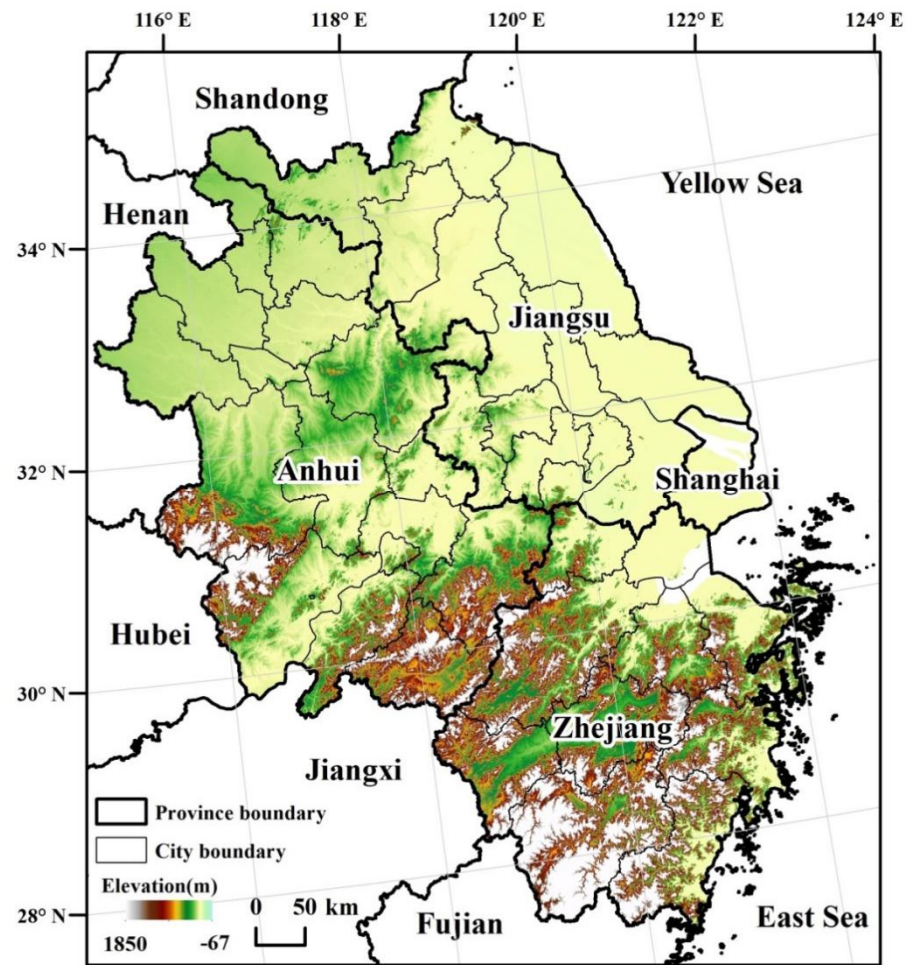 116° E 118° E 120° E 122° E 124° E
Shandong
Yellow Sea
Henan
34° N
Jiangsu
32° N
Anhui
Shanghai
Hubei
30° N
Zhejiang
Jiangxi
Province boundary
City boundary
Elevation(m)
0 50 km
1850 -67
28° N
Fujian
East Sea